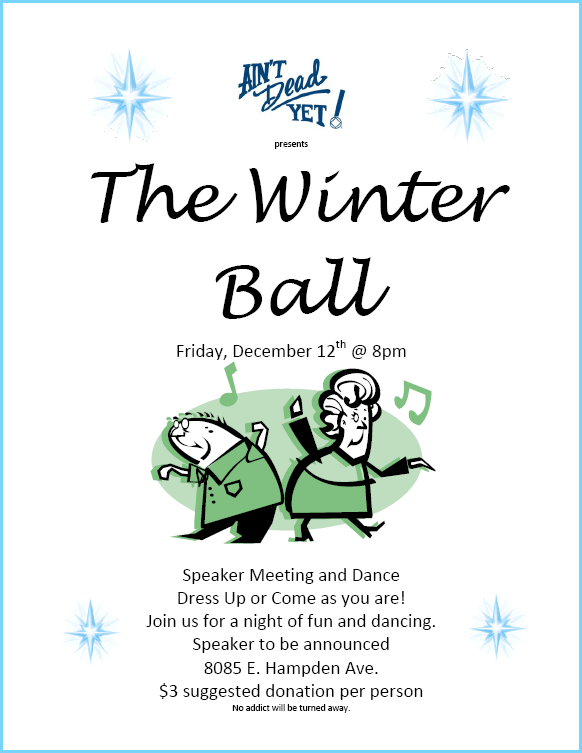 AIN'T
Dead
YET!
presents
The Winter
Ball
Friday, December 12th @ 8pm
Speaker Meeting and Dance
Dress Up or Come as you are!
Join us for a night of fun and dancing.
Speaker to be announced
8085 E. Hampden Ave.
$3 suggested donation per person
No addict will be turned away.